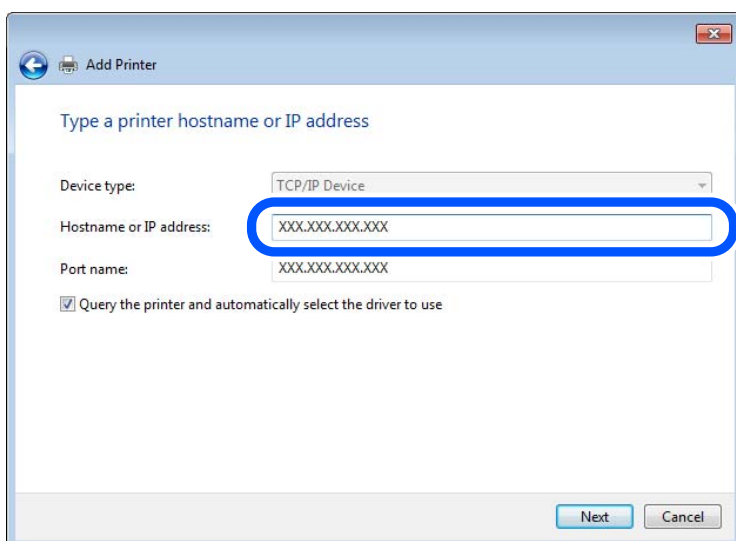 Add Printer
Type a printer hostname or IP address
Device type: TCP/IP Device
Hostname or IP address: XXX.XXX.XXX.XXX
Port name: XXX.XXX.XXX.XXX
Query the printer and automatically select the driver to use
Next Cancel